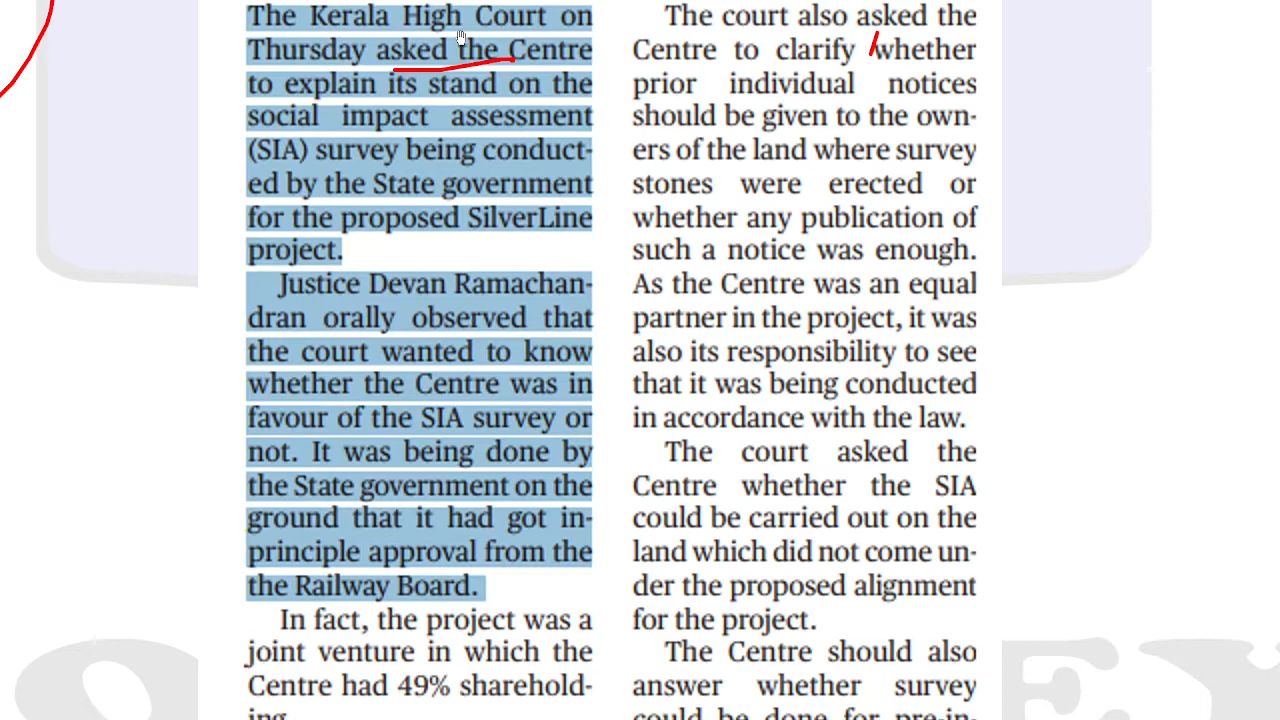 The Kerala High Court on
Thursday asked the Centre
to explain its stand on the
social impact assessment
(SIA) survey being conduct-
ed by the State government
for the proposed SilverLine
project.
Justice Devan Ramachan-
dran orally observed that
the court wanted to know
whether the Centre was in
favour of the SIA survey or
not. It was being done by
the State government on the
ground that it had got in-
principle approval from the
the Railway Board.
In fact, the project was a
joint venture in which the
Centre had 49% sharehold-
ing.
The court also asked the
Centre to clarify whether
prior individual notices
should be given to the own-
ers of the land where survey
stones were erected or
whether any publication of
such a notice was enough.
As the Centre was an equal
partner in the project, it was
also its responsibility to see
that it was being conducted
in accordance with the law.
The court asked the
Centre whether the SIA
could be carried out on the
land which did not come un-
der the proposed alignment
for the project.
The Centre should also
answer whether survey
could be done for pre-in-